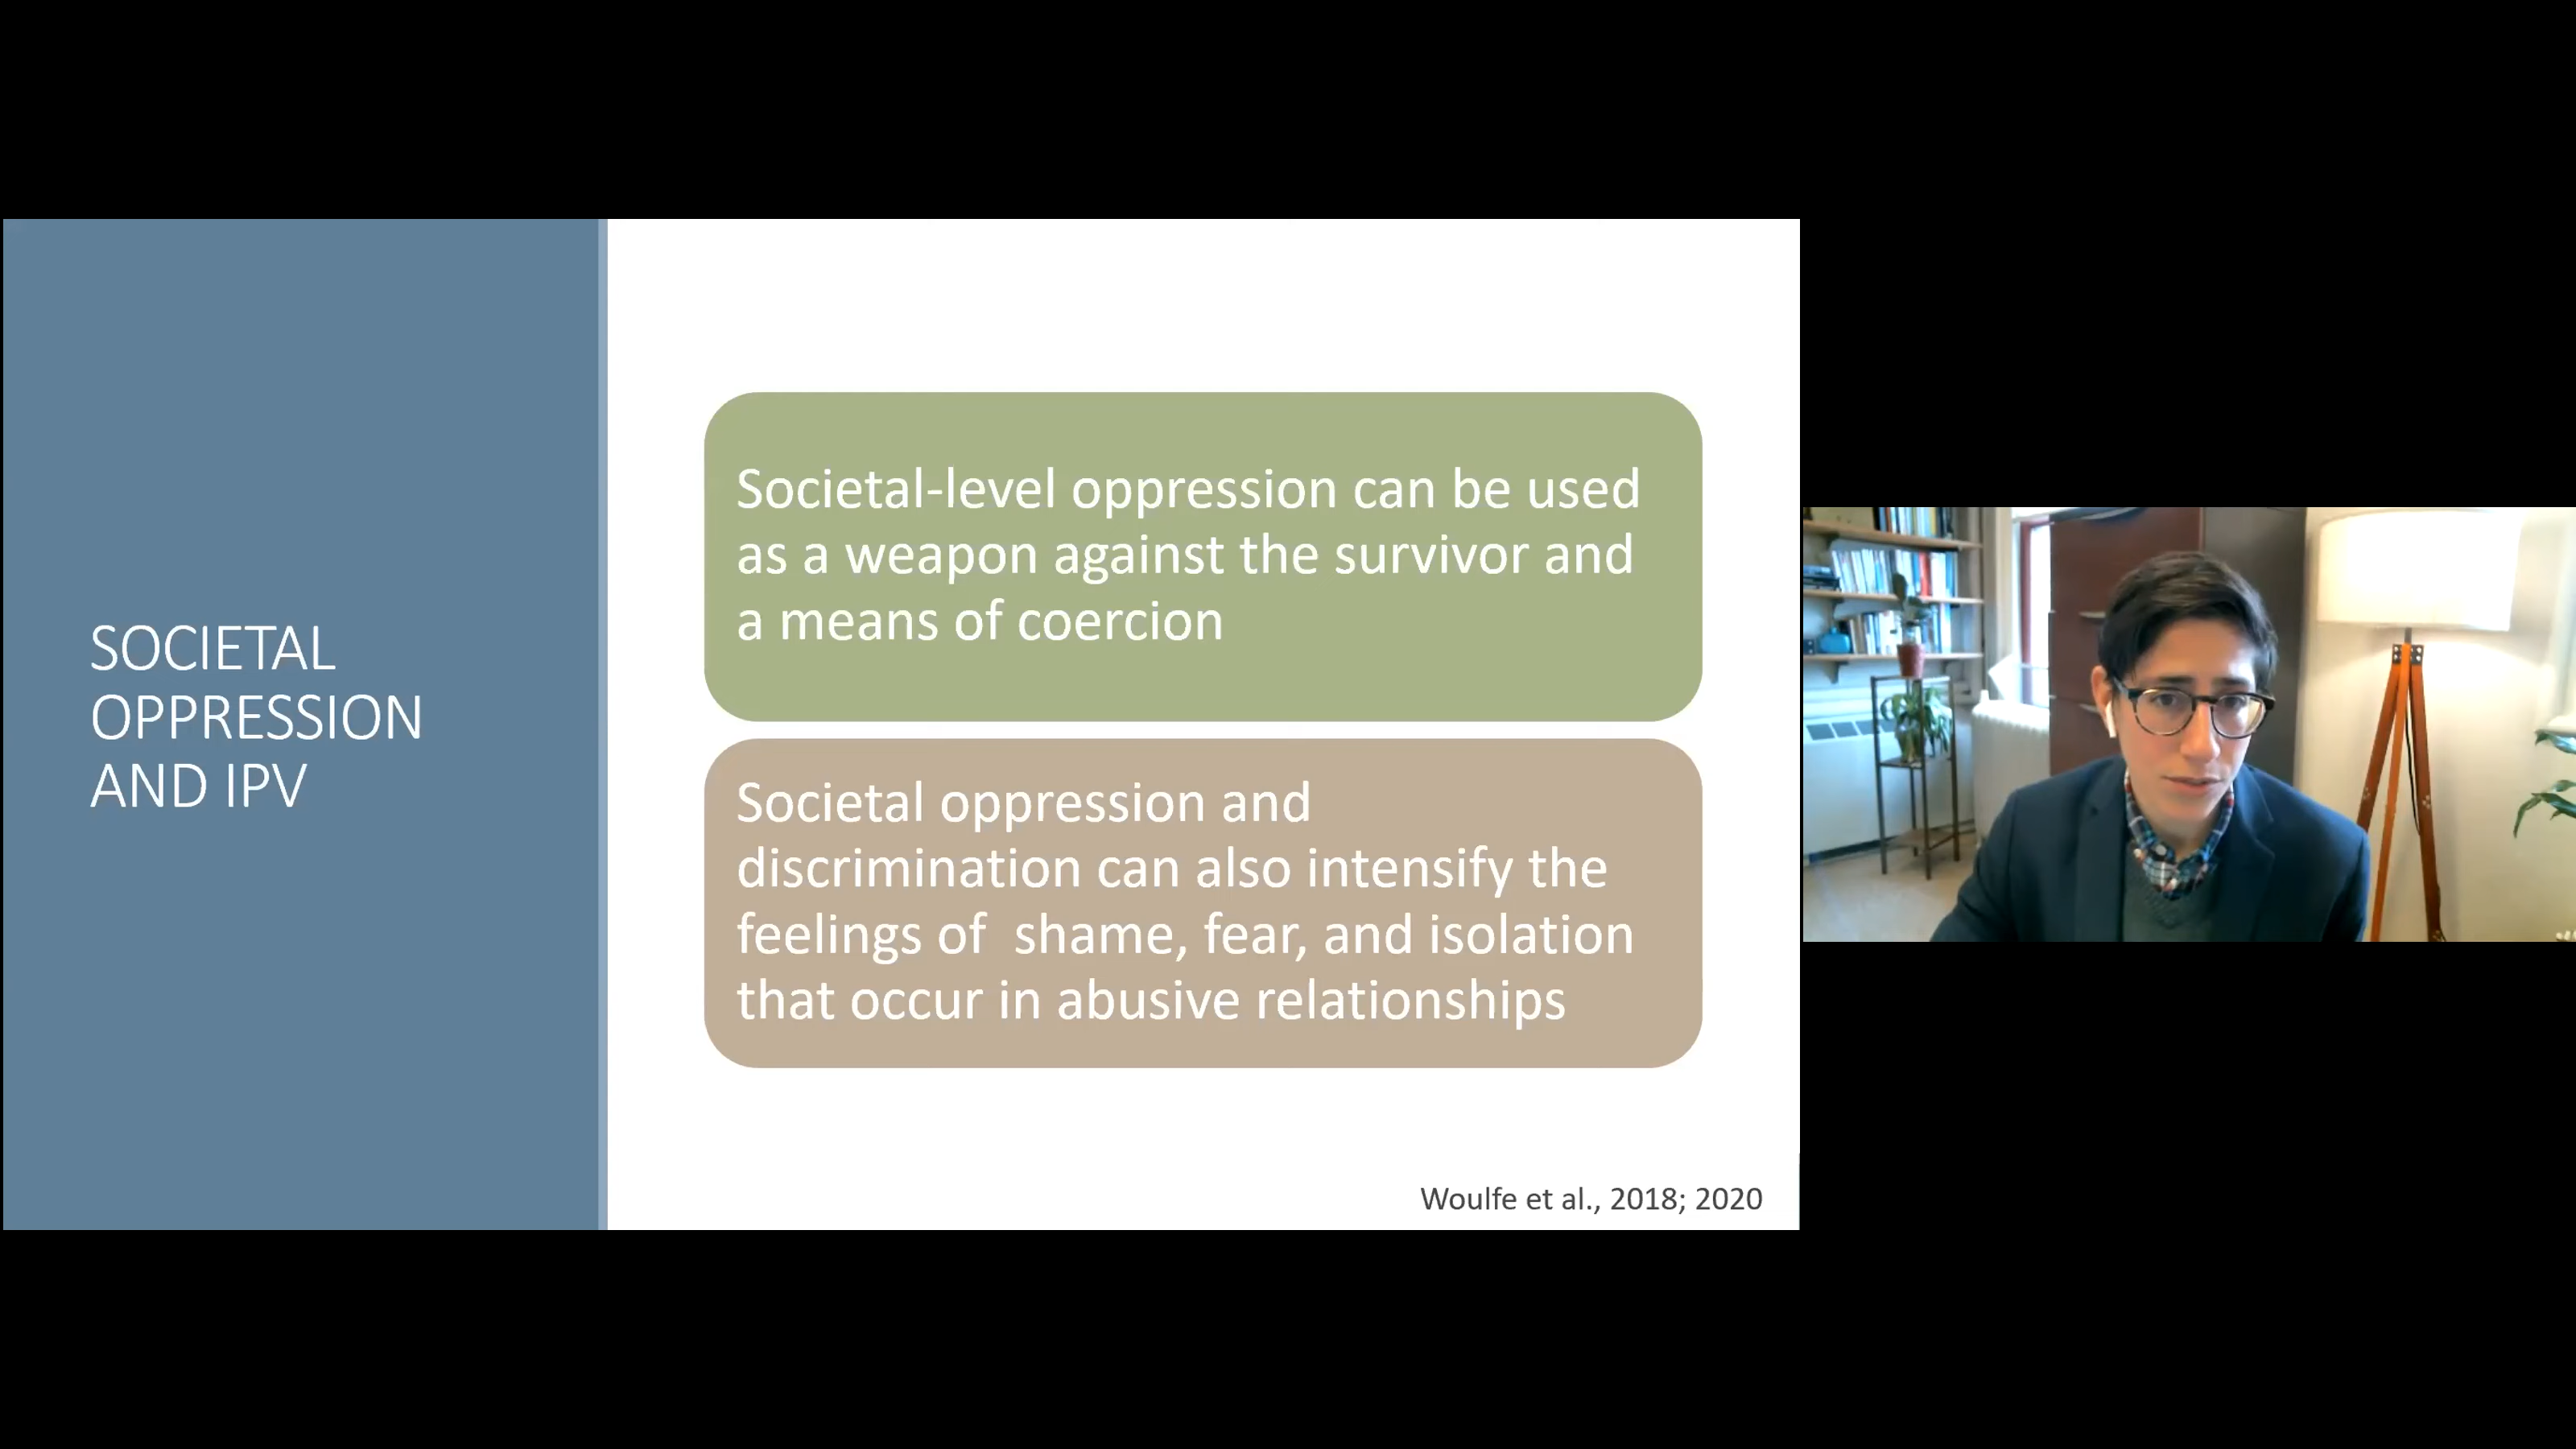 SOCIETAL
OPPRESSION
AND IPV
Societal-level oppression can be used
as a weapon against the survivor and
a means of coercion
Societal oppression and
discrimination can also intensify the
feelings of  shame, fear, and isolation
that occur in abusive relationships
Woulfe et al., 2018; 2020